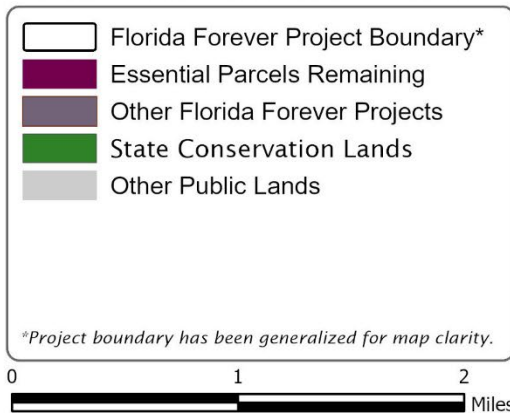 Florida Forever Project Boundary*
Essential Parcels Remaining
Other Florida Forever Projects
State Conservation Lands
Other Public Lands
*Project boundary has been generalized for map clarity.
0 1 2
Miles